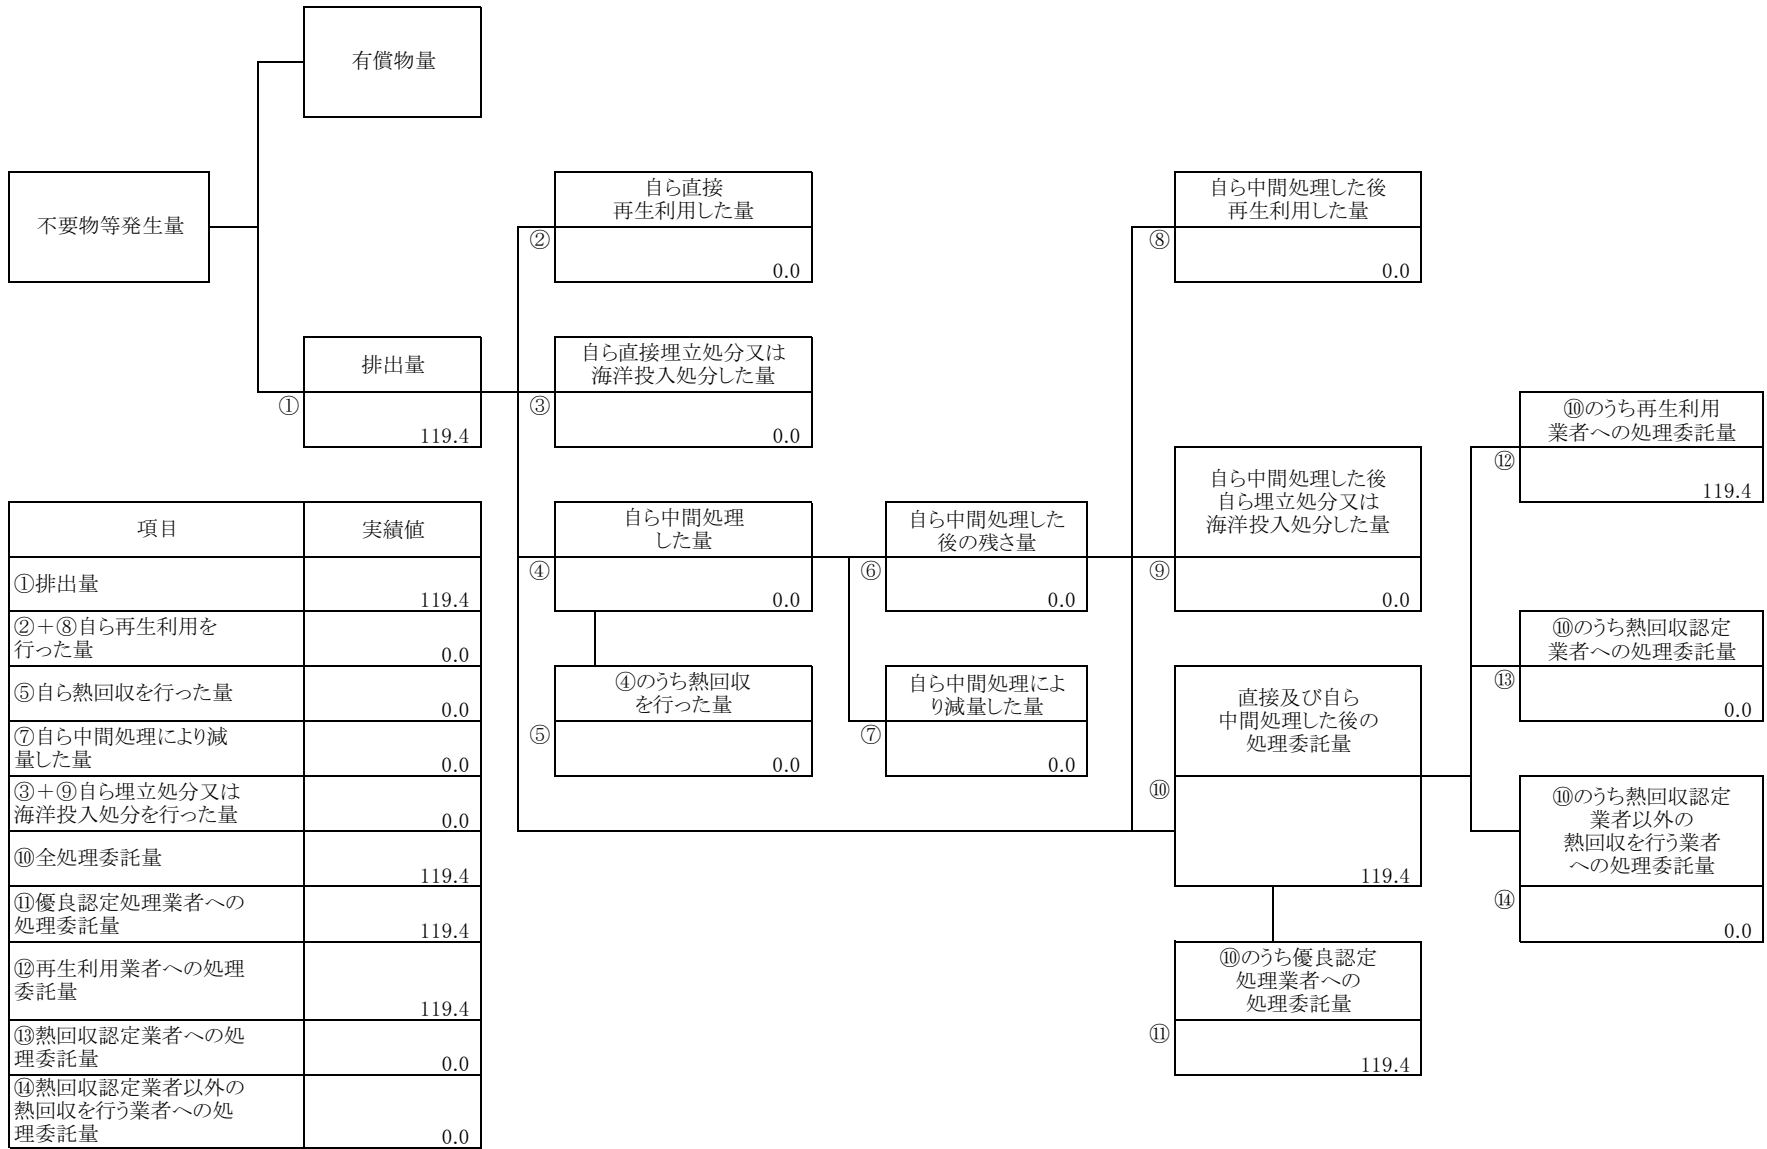 有償物量
不要物等発生量
排出量
①
119.4
自ら直接
再生利用した量
②
0.0
自ら直接埋立処分又は
海洋投入処分した量
③
0.0
自ら中間処理
した量
④
0.0
④のうち熱回収
を行った量
⑤
0.0
自ら中間処理した
後の残さ量
⑥
0.0
自ら中間処理によ
り減量した量
⑦
0.0
自ら中間処理した後
再生利用した量
⑧
0.0
自ら中間処理した後
自ら埋立処分又は
海洋投入処分した量
⑨
0.0
直接及び自ら
中間処理した後の
処理委託量
⑩
119.4
⑩のうち優良認定
処理業者への
処理委託量
⑪
119.4
⑩のうち再生利用
業者への処理委託量
⑫
119.4
⑩のうち熱回収認定
業者への処理委託量
⑬
0.0
⑩のうち熱回収認定
業者以外の
熱回収を行う業者
への処理委託量
⑭
0.0
項目 実績値
①排出量
119.4
②＋⑧自ら再生利用を
行った量
0.0
⑤自ら熱回収を行った量
0.0
⑦自ら中間処理により減
量した量
0.0
③＋⑨自ら埋立処分又は
海洋投入処分を行った量
0.0
⑩全処理委託量
119.4
⑪優良認定処理業者への
処理委託量
119.4
⑫再生利用業者への処理
委託量
119.4
⑬熱回収認定業者への処
理委託量
0.0
⑭熱回収認定業者以外の
熱回収を行う業者への処
理委託量
0.0